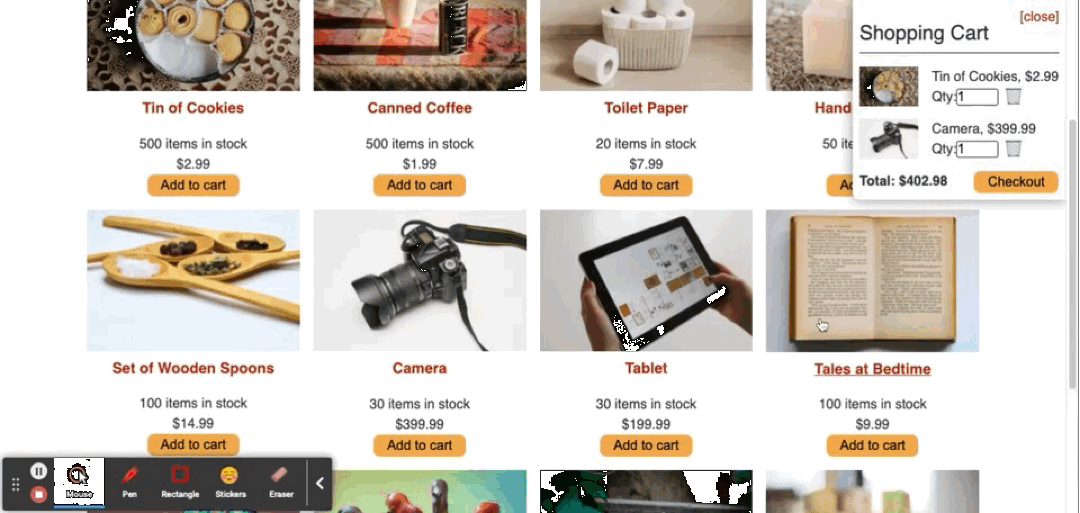 [close]
Shopping Cart
Tin of Cookies, $2.99
Qty:1
Camera, $399.99
Qty:1
Total: $402.98
Checkout
Tin of Cookies
Canned Coffee
Toilet Paper
Hand
500 items in stock
500 items in stock
20 items in stock
50 ite
$2.99
$1.99
$7.99
Add to cart
Add to cart
Add to cart
Ad
Set of Wooden Spoons
Camera
Tablet
Tales at Bedtime
100 items in stock
30 items in stock
30 items in stock
100 items in stock
$14.99
$399.99
$199.99
$9.99
Add to cart
Add to cart
Add to cart
Add to cart
Mouse
Pen
Rectangle
Stickers
Eraser